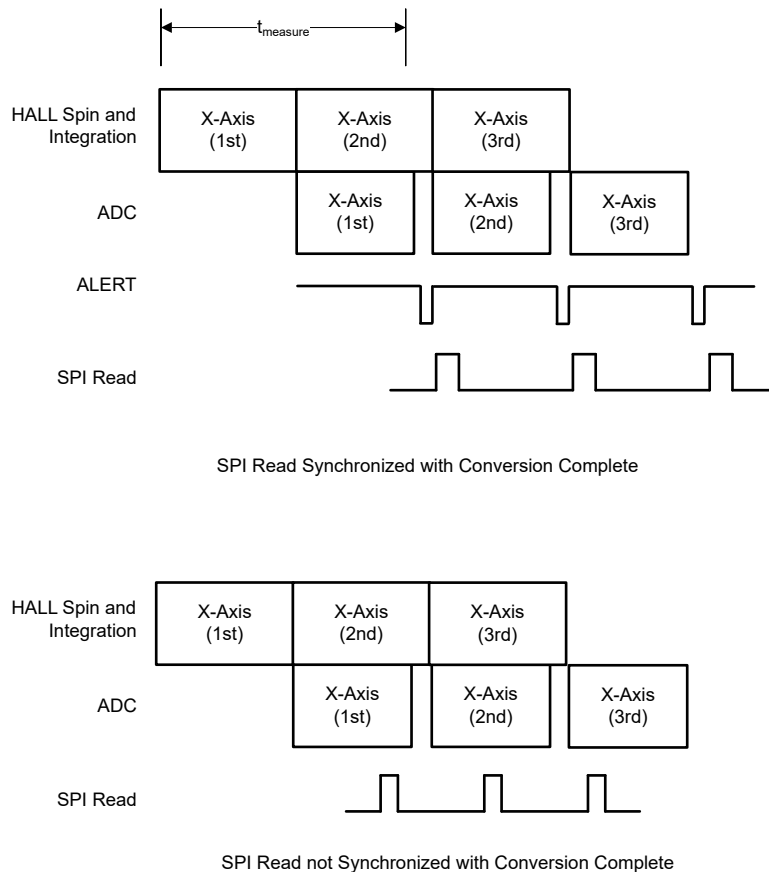 tmeasure
HALL Spin and
Integration
X-Axis
(1st)
X-Axis
(2nd)
X-Axis
(3rd)
ADC
X-Axis
(1st)
X-Axis
(2nd)
X-Axis
(3rd)
ALERT
SPI Read
SPI Read Synchronized with Conversion Complete
HALL Spin and
Integration
X-Axis
(1st)
X-Axis
(2nd)
X-Axis
(3rd)
ADC
X-Axis
(1st)
X-Axis
(2nd)
X-Axis
(3rd)
SPI Read
SPI Read not Synchronized with Conversion Complete